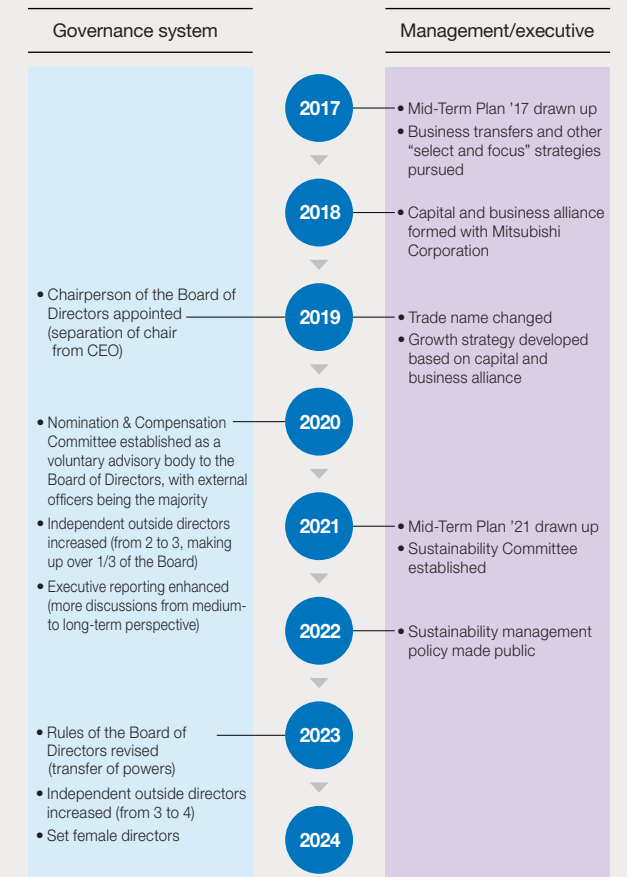 Governance system
Management/executive
2017
• Mid-Term Plan ’17 drawn up
• Business transfers and other
“select and focus” strategies
pursued
2018
• Capital and business alliance
formed with Mitsubishi
Corporation
• Chairperson of the Board of
Directors appointed
(separation of chair
from CEO)
2019
• Trade name changed
• Growth strategy developed
based on capital and
business alliance
2020
• Nomination & Compensation
Committee established as a
voluntary advisory body to the
Board of Directors, with external
officers being the majority
• Independent outside directors
increased (from 2 to 3, making
up over 1/3 of the Board)
• Executive reporting enhanced
(more discussions from medium-
to long-term perspective)
2021
• Mid-Term Plan ’21 drawn up
• Sustainability Committee
established
2022
• Sustainability management
policy made public
• Rules of the Board of
Directors revised
(transfer of powers)
• Independent outside directors
increased (from 3 to 4)
• Set female directors
2023
2024